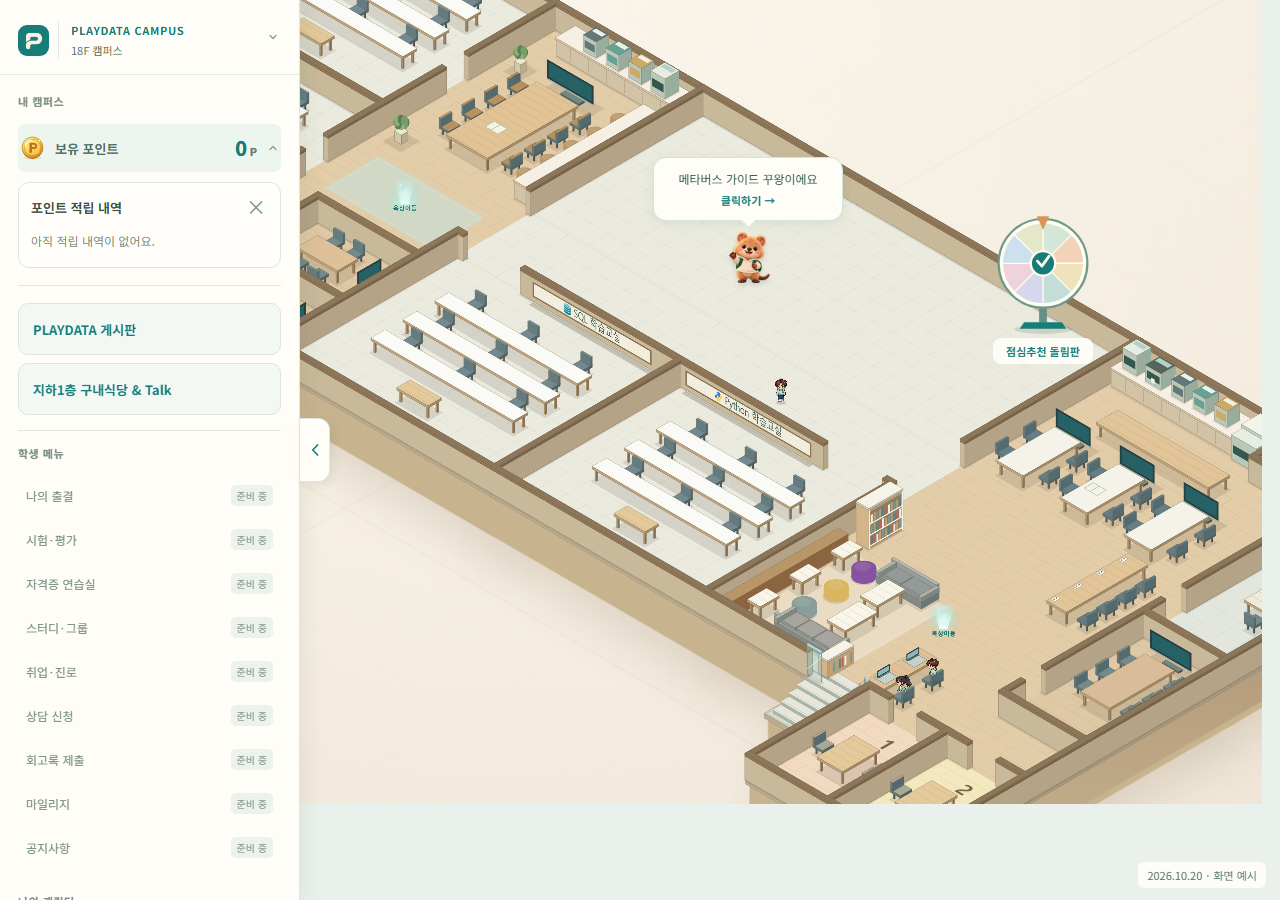 PLAYDATA CAMPUS
18F 캠퍼스
내 캠퍼스
보유 포인트
0 P
포인트 적립 내역
아직 적립 내역이 없어요.
PLAYDATA 게시판
지하1층 구내식당 & Talk
학생 메뉴
나의 출결 준비 중
시험·평가 준비 중
자격증 연습실 준비 중
스터디·그룹 준비 중
취업·진로 준비 중
상담 신청 준비 중
회고록 제출 준비 중
마일리지 준비 중
공지사항 준비 중
옥상이동
메타버스 가이드 꾸왕이에요
클릭하기 →
점심추천 돌림판
SQL 학습교실
Python 학습교실
옥상이동
1
2
2026.10.20 · 화면 예시